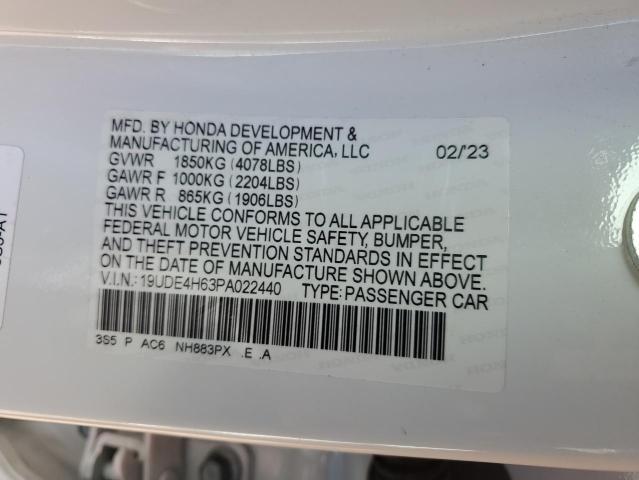 MFD. BY HONDA DEVELOPMENT &
MANUFACTURING OF AMERICA, LLC 02/'23
GVWR 1850KG (4078LBS)
GAWR F 1000KG (2204LBS)
GAWR R 865KG (1906LBS)
THIS VEHICLE CONFORMS TO ALL APPLICABLE
FEDERAL MOTOR VEHICLE SAFETY, BUMPER,
AND THEFT PREVENTION STANDARDS IN EFFECT
ON THE DATE OF MANUFACTURE SHOWN ABOVE.
V.I.N.: 19UDE4H63PA022440 TYPE: PASSENGER CAR
3S5 P AC6 NH883PX .E .A